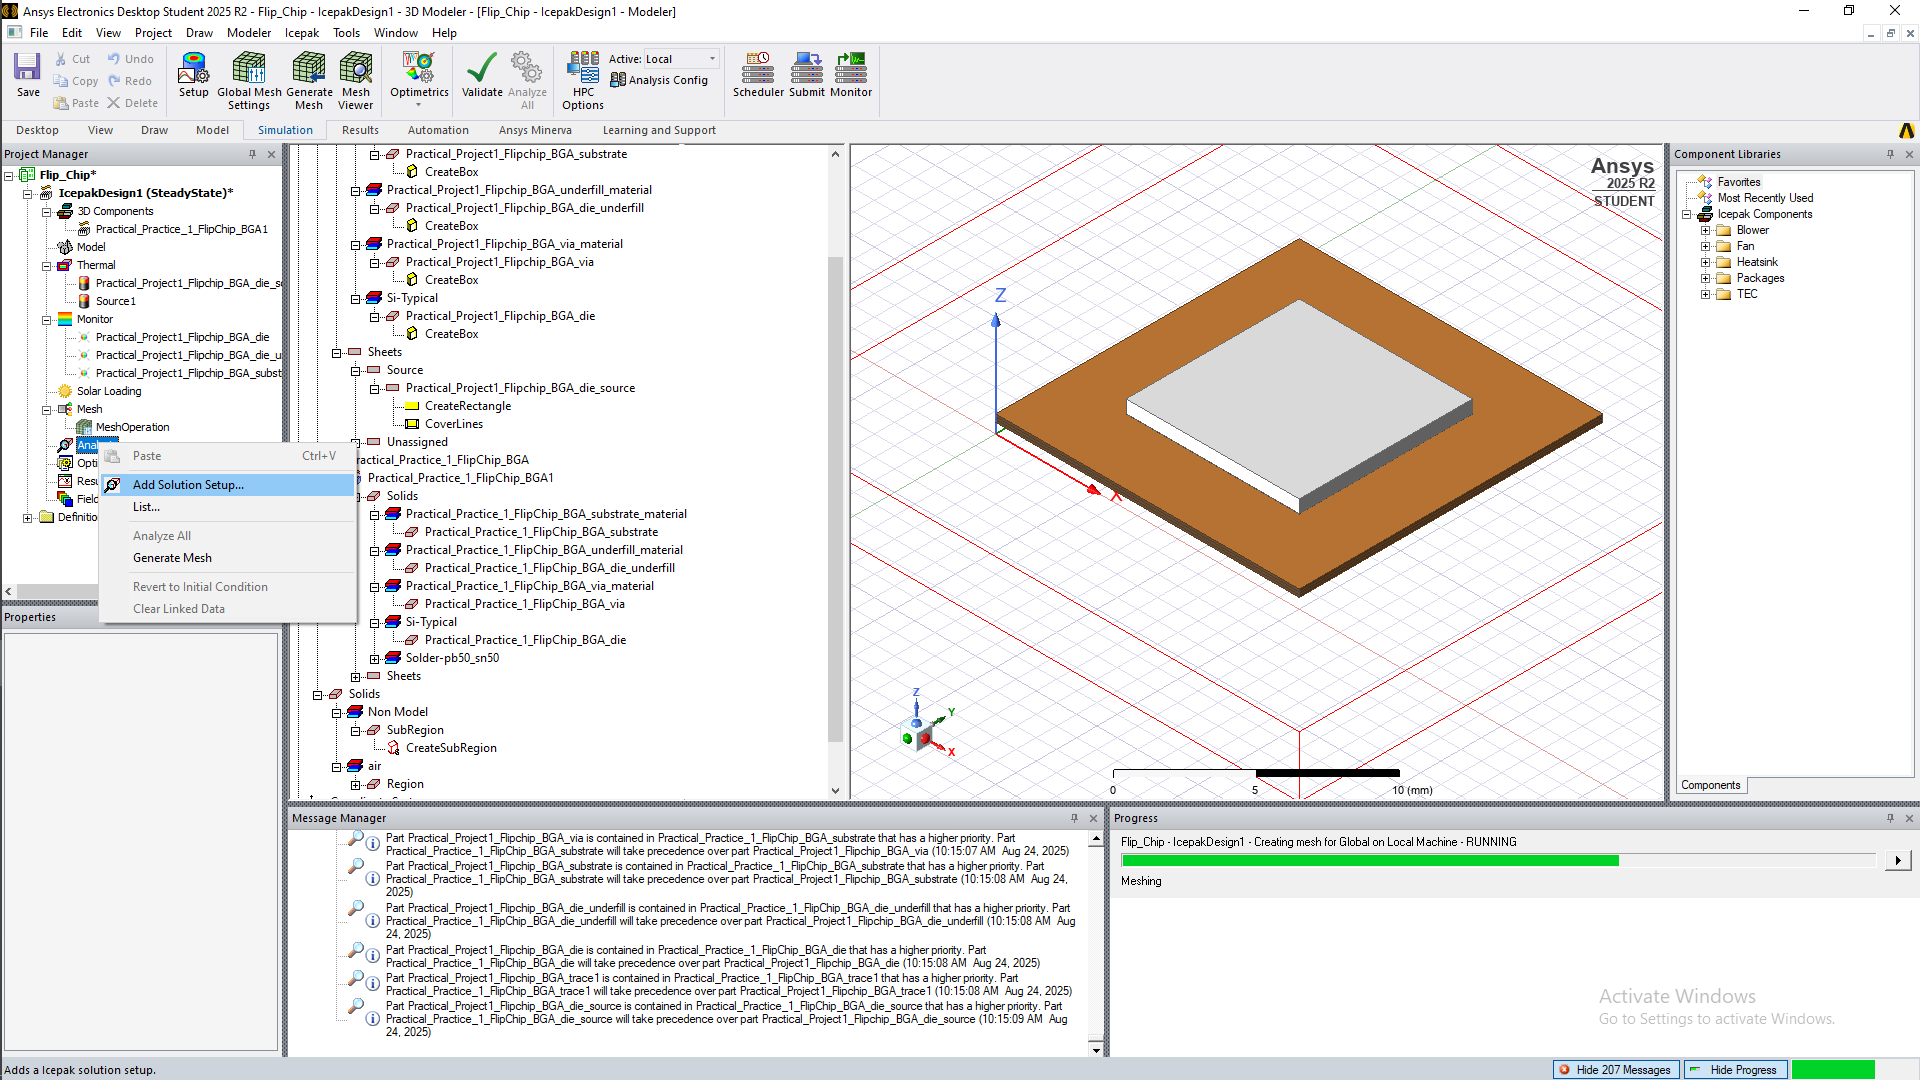 Ansys Electronics Desktop Student 2025 R2 - Flip_Chip - IcepakDesign1 - 3D Modeler - [Flip_Chip - IcepakDesign1 - Modeler]
File Edit View Project Draw Modeler Icepak Tools Window Help
Save
Cut
Copy
Paste
Undo
Redo
Delete
Setup
Global Mesh Settings
Generate Mesh
Mesh Viewer
Optimetrics
Validate
Analyze All
HPC Options
Active: Local
Analysis Config
Scheduler
Submit
Monitor
Desktop View Draw Model Simulation Results Automation Ansys Minerva Learning and Support
Project Manager
Flip_Chip*
IcepakDesign1 (SteadyState)*
3D Components
Practical_Practice_1_FlipChip_BGA1
Model
Thermal
Practical_Project1_Flipchip_BGA_die_s
Source1
Monitor
Practical_Project1_Flipchip_BGA_die
Practical_Project1_Flipchip_BGA_die_u
Practical_Project1_Flipchip_BGA_subst
Solar Loading
Mesh
MeshOperation
Ana
Opti
Resu
Field
Definitio
Paste Ctrl+V
Add Solution Setup...
List...
Analyze All
Generate Mesh
Revert to Initial Condition
Clear Linked Data
Properties
Practical_Project1_Flipchip_BGA_substrate
CreateBox
Practical_Project1_Flipchip_BGA_underfill_material
Practical_Project1_Flipchip_BGA_die_underfill
CreateBox
Practical_Project1_Flipchip_BGA_via_material
Practical_Project1_Flipchip_BGA_via
CreateBox
Si-Typical
Practical_Project1_Flipchip_BGA_die
CreateBox
Sheets
Source
Practical_Project1_Flipchip_BGA_die_source
CreateRectangle
CoverLines
Unassigned
ractical_Practice_1_FlipChip_BGA
Practical_Practice_1_FlipChip_BGA1
Solids
Practical_Practice_1_FlipChip_BGA_substrate_material
Practical_Practice_1_FlipChip_BGA_substrate
Practical_Practice_1_FlipChip_BGA_underfill_material
Practical_Practice_1_FlipChip_BGA_die_underfill
Practical_Practice_1_FlipChip_BGA_via_material
Practical_Practice_1_FlipChip_BGA_via
Si-Typical
Practical_Practice_1_FlipChip_BGA_die
Solder-pb50_sn50
Sheets
Solids
Non Model
SubRegion
CreateSubRegion
air
Region
Ansys
2025 R2
STUDENT
Z
X
Z
Y
X
0 5 10 (mm)
Component Libraries
Favorites
Most Recently Used
Icepak Components
Blower
Fan
Heatsink
Packages
TEC
Components
Message Manager
Part Practical_Project1_Flipchip_BGA_via is contained in Practical_Practice_1_FlipChip_BGA_substrate that has a higher priority. Part
Practical_Practice_1_FlipChip_BGA_substrate will take precedence over part Practical_Project1_Flipchip_BGA_via (10:15:07 AM Aug 24, 2025)
Part Practical_Project1_Flipchip_BGA_substrate is contained in Practical_Practice_1_FlipChip_BGA_substrate that has a higher priority. Part
Practical_Practice_1_FlipChip_BGA_substrate will take precedence over part Practical_Project1_Flipchip_BGA_substrate (10:15:08 AM Aug 24,
2025)
Part Practical_Project1_Flipchip_BGA_die_underfill is contained in Practical_Practice_1_FlipChip_BGA_die_underfill that has a higher priority. Part
Practical_Practice_1_FlipChip_BGA_die_underfill will take precedence over part Practical_Project1_Flipchip_BGA_die_underfill (10:15:08 AM Aug
24, 2025)
Part Practical_Project1_Flipchip_BGA_die is contained in Practical_Practice_1_FlipChip_BGA_die that has a higher priority. Part
Practical_Practice_1_FlipChip_BGA_die will take precedence over part Practical_Project1_Flipchip_BGA_die (10:15:08 AM Aug 24, 2025)
Part Practical_Project1_Flipchip_BGA_trace1 is contained in Practical_Practice_1_FlipChip_BGA_trace1 that has a higher priority. Part
Practical_Practice_1_FlipChip_BGA_trace1 will take precedence over part Practical_Project1_Flipchip_BGA_trace1 (10:15:08 AM Aug 24, 2025)
Part Practical_Project1_Flipchip_BGA_die_source is contained in Practical_Practice_1_FlipChip_BGA_die_source that has a higher priority. Part
Practical_Practice_1_FlipChip_BGA_die_source will take precedence over part Practical_Project1_Flipchip_BGA_die_source (10:15:09 AM Aug
24, 2025)
Progress
Flip_Chip - IcepakDesign1 - Creating mesh for Global on Local Machine - RUNNING
Meshing
Activate Windows
Go to Settings to activate Windows.
Adds a Icepak solution setup.
Hide 207 Messages
Hide Progress